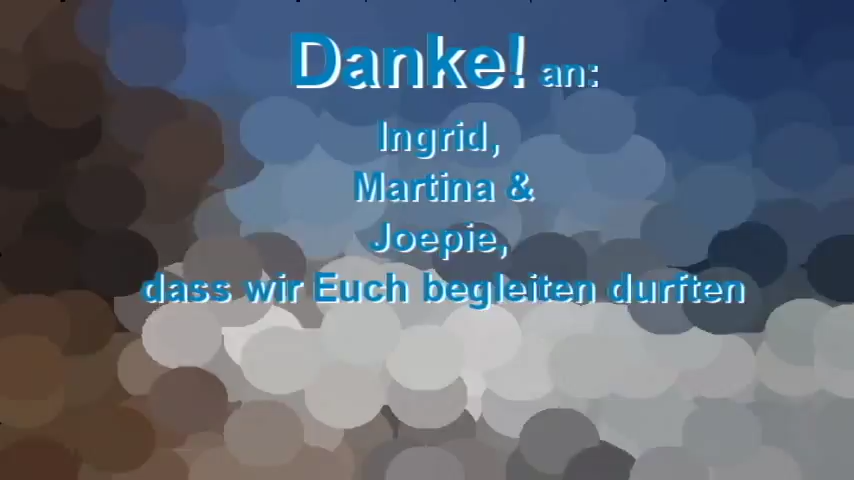 Danke! an:
Ingrid,
Martina &
Joepie,
dass wir Euch begleiten durften